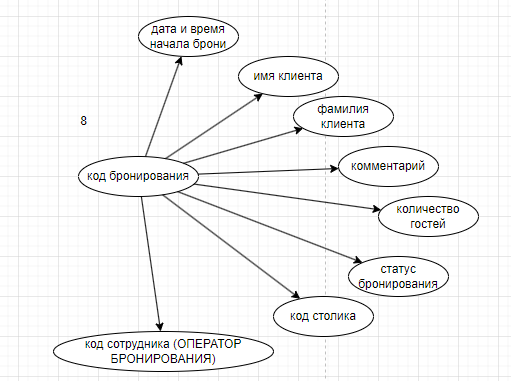 дата и время
начала брони
имя клиента
фамилия
клиента
8
комментарий
код бронирования
количество
гостей
статус
бронирования
код столика
код сотрудника (ОПЕРАТОР
БРОНИРОВАНИЯ)